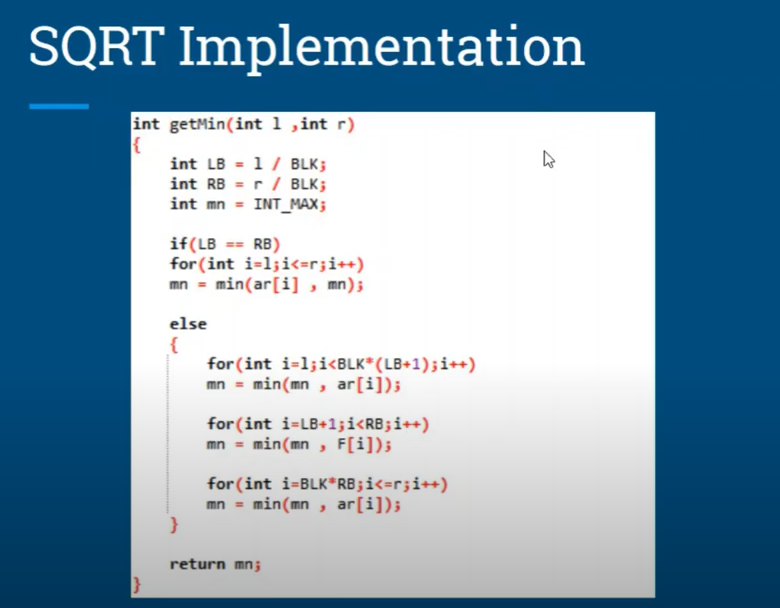 SQRT Implementation
int getMin(int l ,int r)
{
int LB = l / BLK;
int RB = r / BLK;
int mn = INT_MAX;
if(LB == RB)
for(int i=l;i<=r;i++)
mn = min(ar[i] , mn);
else
{
for(int i=l;i<BLK*(LB+1);i++)
mn = min(mn , ar[i]);
for(int i=LB+1;i<RB;i++)
mn = min(mn , F[i]);
for(int i=BLK*RB;i<=r;i++)
mn = min(mn , ar[i]);
}
return mn;
}